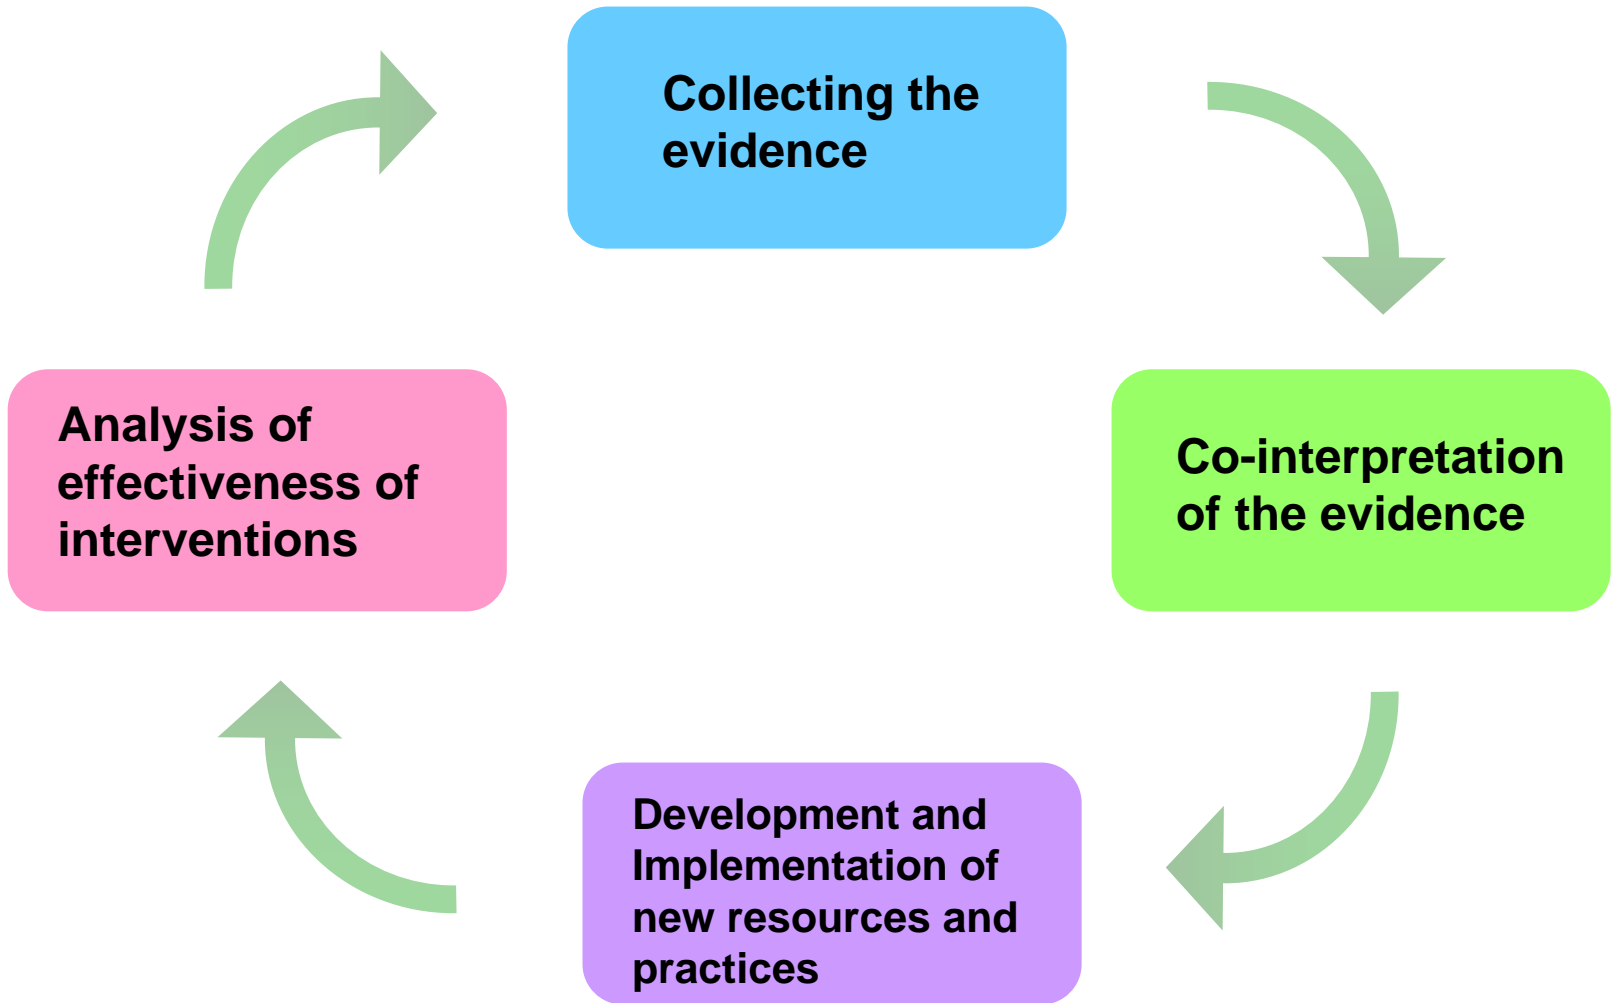 Collecting the
evidence
Co-interpretation
of the evidence
Development and
Implementation of
new resources and
practices
Analysis of
effectiveness of
interventions